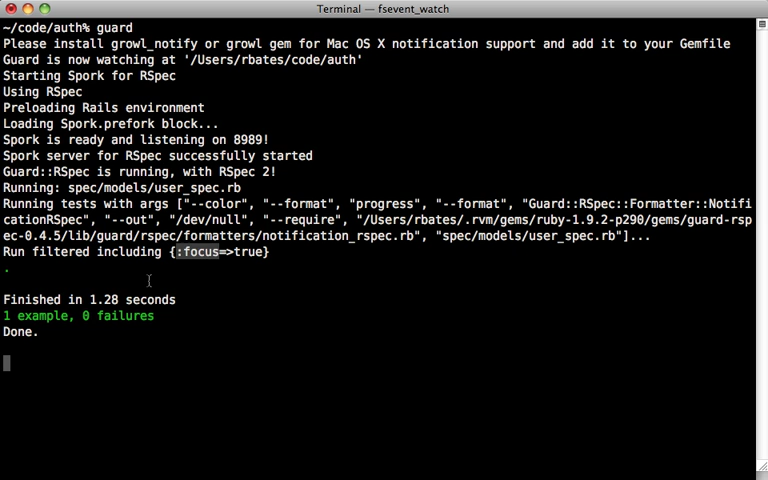 Terminal — fsevent_watch
~/code/auth% guard
Please install growl_notify or growl gem for Mac OS X notification support and add it to your Gemfile
Guard is now watching at '/Users/rbates/code/auth'
Starting Spork for RSpec
Using RSpec
Preloading Rails environment
Loading Spork.prefork block...
Spork is ready and listening on 8989!
Spork server for RSpec successfully started
Guard::RSpec is running, with RSpec 2!
Running: spec/models/user_spec.rb
Running tests with args ["--color", "--format", "progress", "--format", "Guard::RSpec::Formatter::Notifi
cationRSpec", "--out", "/dev/null", "--require", "/Users/rbates/.rvm/gems/ruby-1.9.2-p290/gems/guard-rsp
ec-0.4.5/lib/guard/rspec/formatters/notification_rspec.rb", "spec/models/user_spec.rb"]...
Run filtered including {:focus=>true}
.
Finished in 1.28 seconds
1 example, 0 failures
Done.